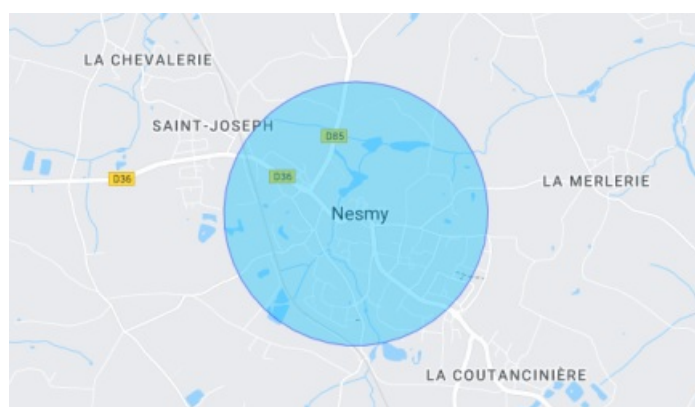 LA CHEVALERIE
SAINT-JOSEPH
D85
D36
D36
LA MERLERIE
Nesmy
LA COUTANCINIÈRE